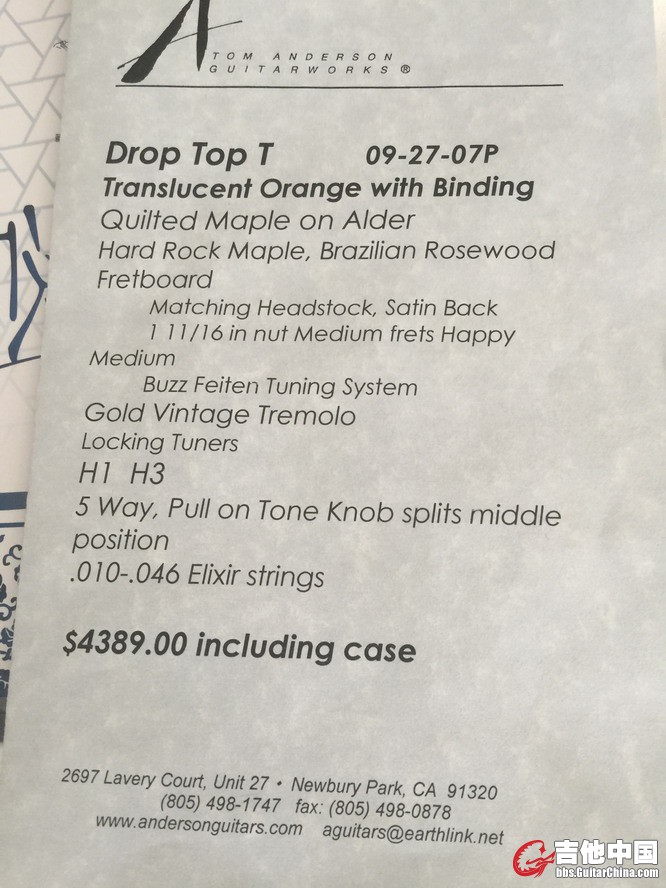 TOM ANDERSON
GUITARWORKS ®
Drop Top T 09-27-07P
Translucent Orange with Binding
Quilted Maple on Alder
Hard Rock Maple, Brazilian Rosewood
Fretboard
Matching Headstock, Satin Back
1 11/16 in nut Medium frets Happy
Medium
Buzz Feiten Tuning System
Gold Vintage Tremolo
Locking Tuners
H1 H3
5 Way, Pull on Tone Knob splits middle
position
.010-.046 Elixir strings
$4389.00 including case
2697 Lavery Court, Unit 27 • Newbury Park, CA 91320
(805) 498-1747 fax: (805) 498-0878
www.andersonguitars.com aguitars@earthlink.net
吉他中国
bbs.GuitarChina.com